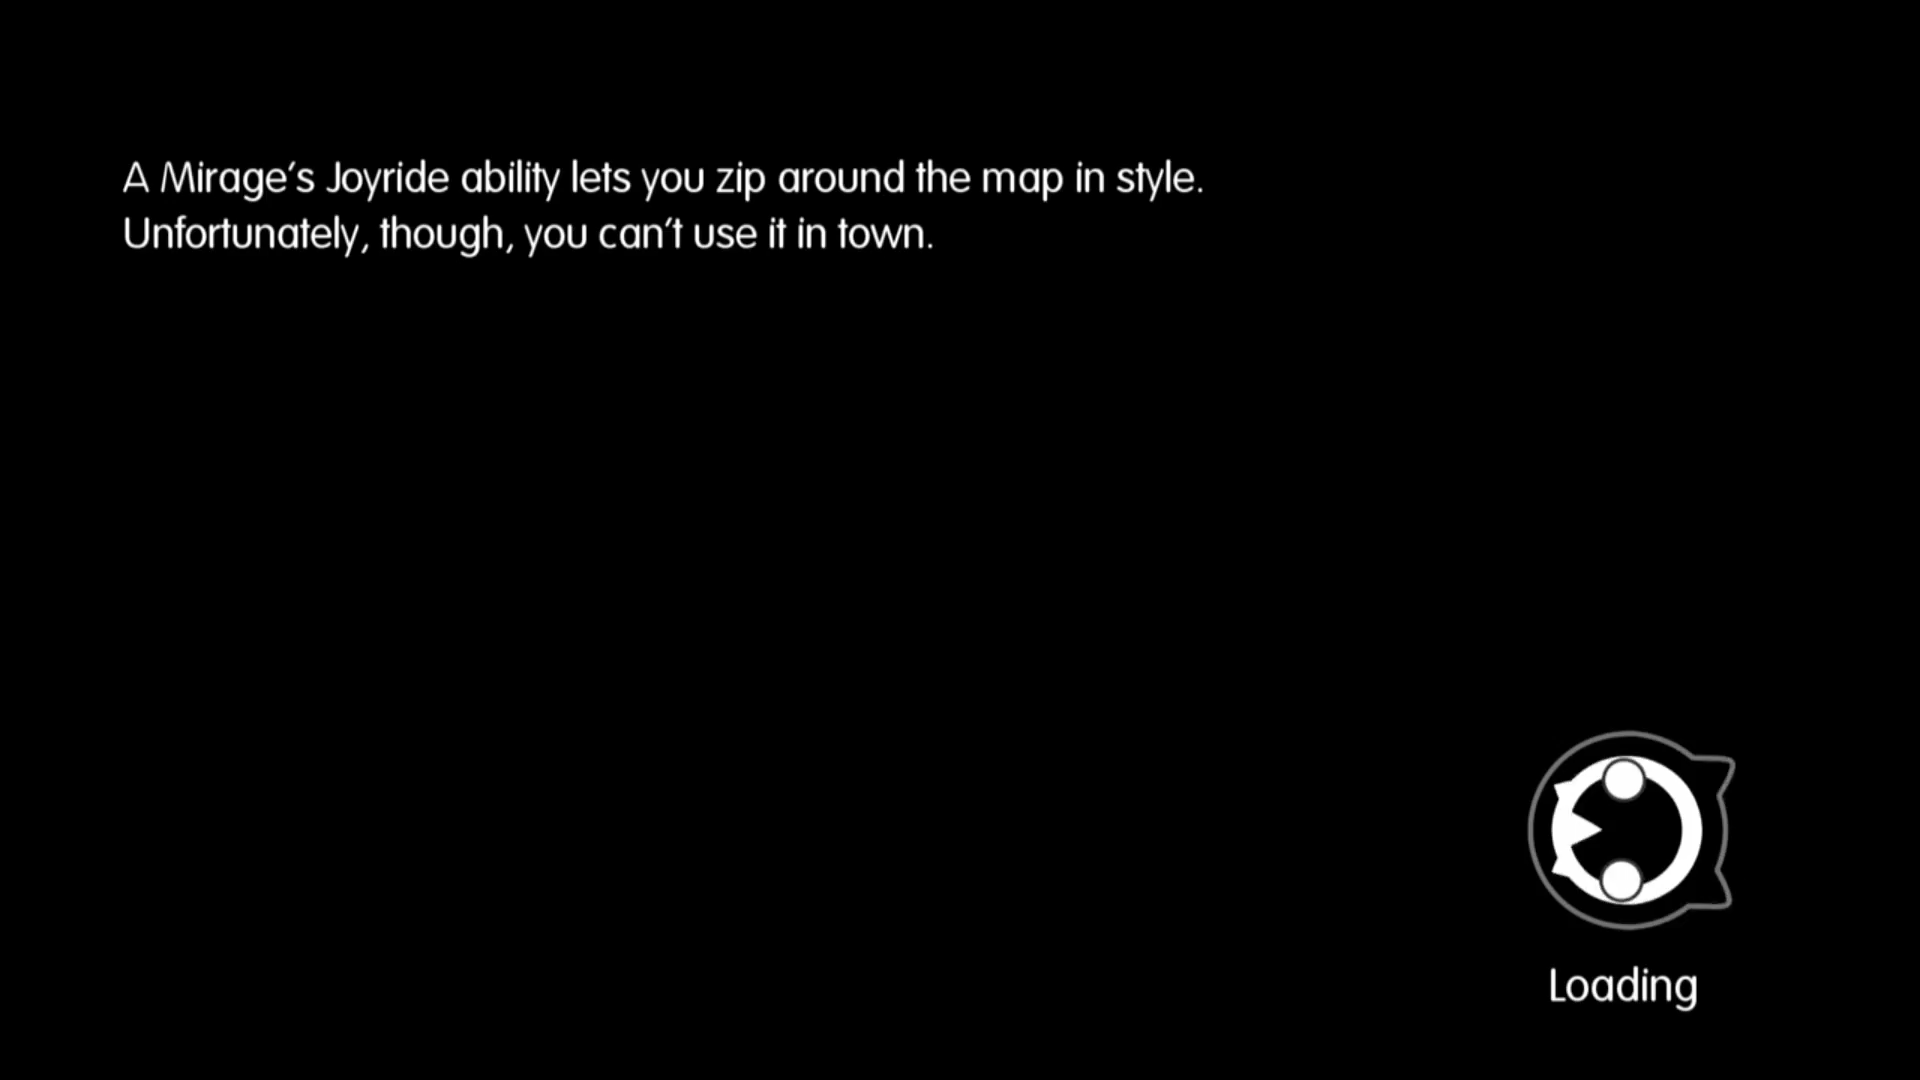 A Mirage's Joyride ability lets you zip around the map in style.
Unfortunately, though, you can't use it in town.
Loading